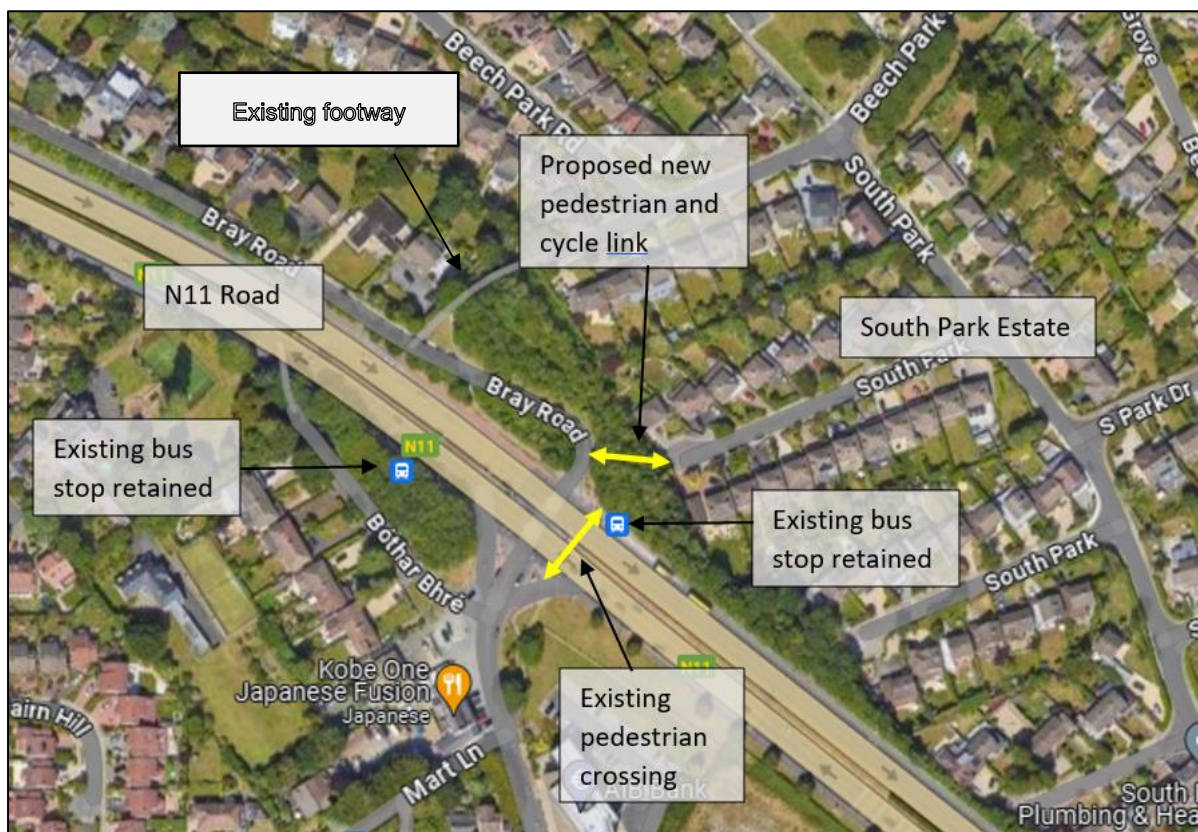 Beech Park Rd
Beech Park
Grove
Existing footway
Proposed new
pedestrian and
cycle link
South Park
Bray Road
N11
N11 Road
South Park Estate
South Park
S Park Dr
Bray Road
Existing bus
stop retained
N11
Existing bus
stop retained
Bóthar Bhré
South Park
Kobe One
Japanese Fusion
Japanese
N11
Existing
pedestrian
crossing
AIB Bank
Mart Ln
airn Hill
South
Plumbing & Hea